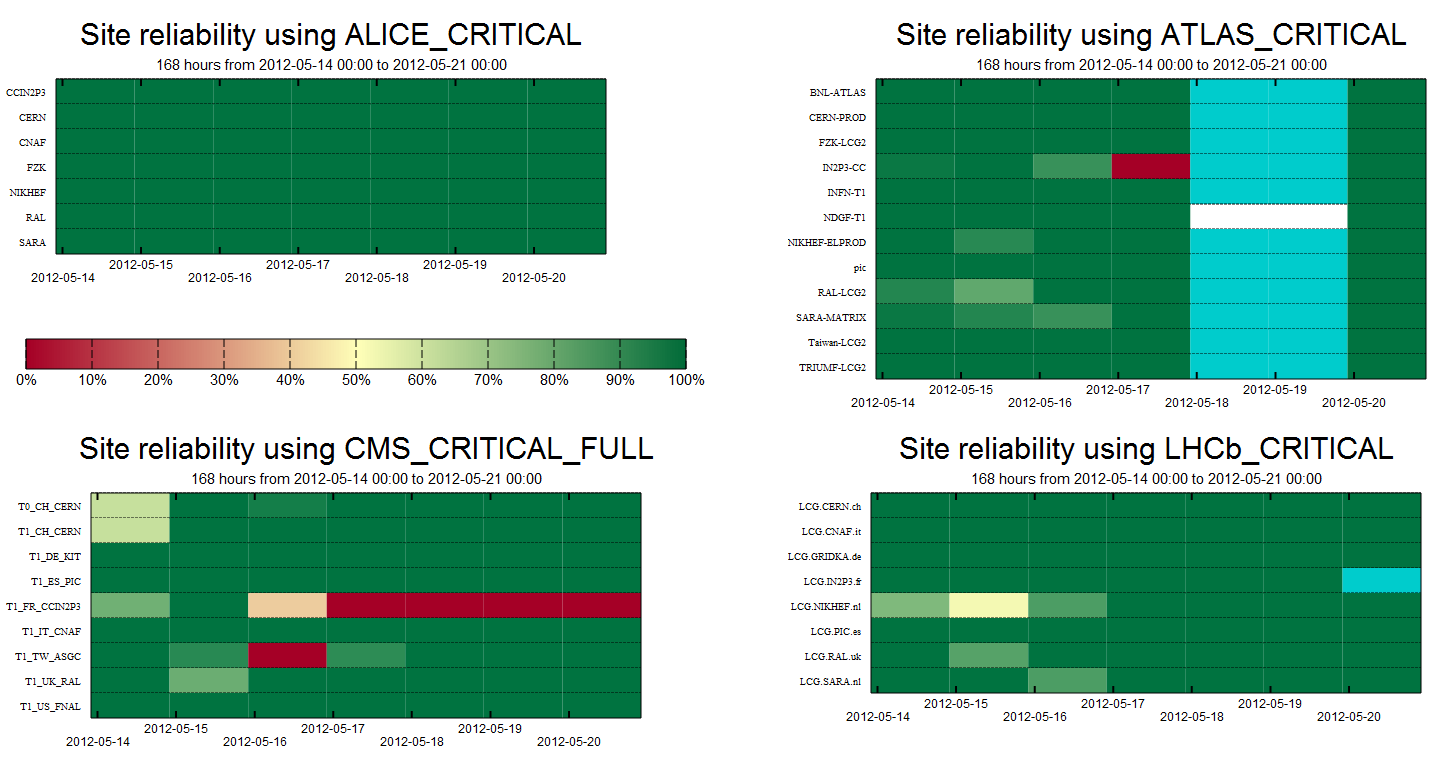 Site reliability using ALICE_CRITICAL
168 hours from 2012-05-14 00:00 to 2012-05-21 00:00
CCIN2P3
CERN
CNAF
FZK
NIKHEF
RAL
SARA
2012-05-15 2012-05-17 2012-05-19
2012-05-14 2012-05-16 2012-05-18 2012-05-20
0% 10% 20% 30% 40% 50% 60% 70% 80% 90% 100%
Site reliability using ATLAS_CRITICAL
168 hours from 2012-05-14 00:00 to 2012-05-21 00:00
BNL-ATLAS
CERN-PROD
FZK-LCG2
IN2P3-CC
INFN-T1
NDGF-T1
NIKHEF-ELPROD
pic
RAL-LCG2
SARA-MATRIX
Taiwan-LCG2
TRIUMF-LCG2
2012-05-15 2012-05-17 2012-05-19
2012-05-14 2012-05-16 2012-05-18 2012-05-20
Site reliability using CMS_CRITICAL_FULL
168 hours from 2012-05-14 00:00 to 2012-05-21 00:00
T0_CH_CERN
T1_CH_CERN
T1_DE_KIT
T1_ES_PIC
T1_FR_CCIN2P3
T1_IT_CNAF
T1_TW_ASGC
T1_UK_RAL
T1_US_FNAL
2012-05-15 2012-05-17 2012-05-19
2012-05-14 2012-05-16 2012-05-18 2012-05-20
Site reliability using LHCb_CRITICAL
168 hours from 2012-05-14 00:00 to 2012-05-21 00:00
LCG.CERN.ch
LCG.CNAF.it
LCG.GRIDKA.de
LCG.IN2P3.fr
LCG.NIKHEF.nl
LCG.PIC.es
LCG.RAL.uk
LCG.SARA.nl
2012-05-15 2012-05-17 2012-05-19
2012-05-14 2012-05-16 2012-05-18 2012-05-20